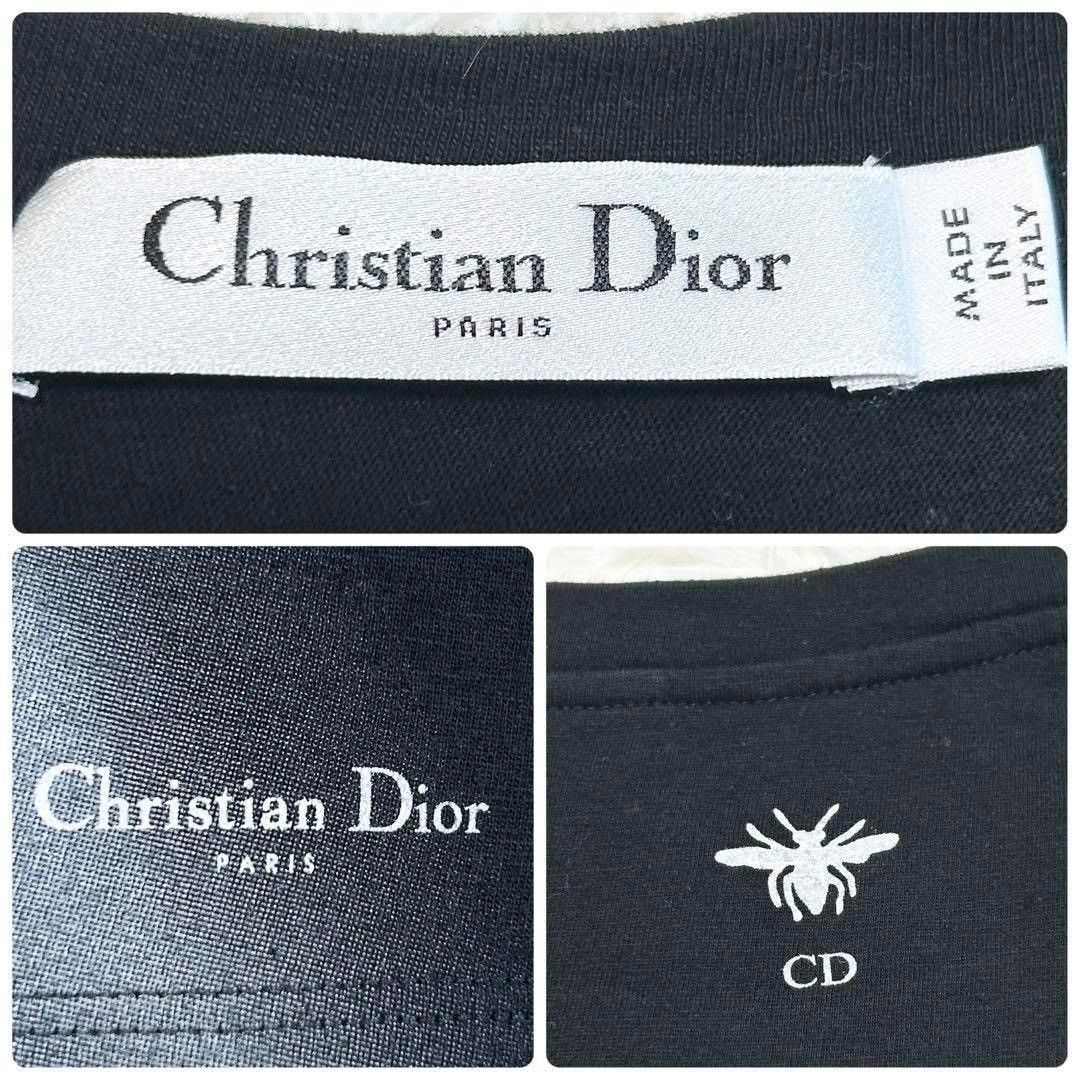 Christian Dior
PARIS
MADE
IN
ITALY
Christian Dior
PARIS
CD